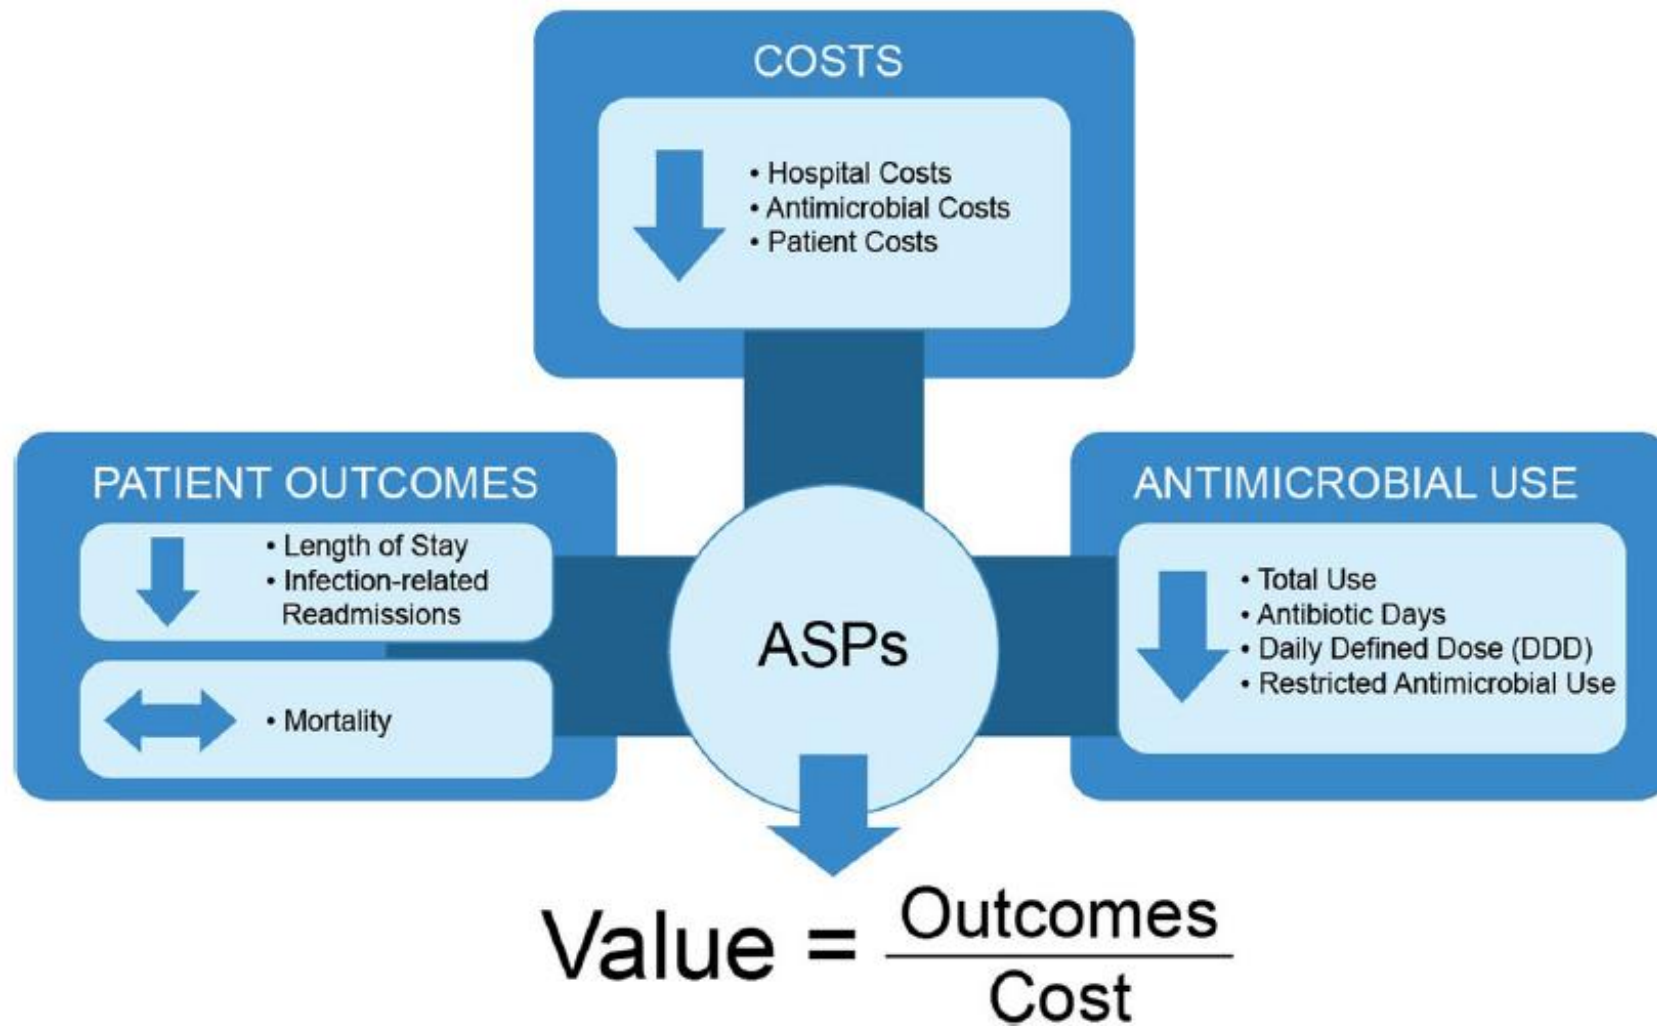 COSTS
• Hospital Costs
• Antimicrobial Costs
• Patient Costs
PATIENT OUTCOMES
• Length of Stay
• Infection-related
Readmissions
• Mortality
ASPs
ANTIMICROBIAL USE
• Total Use
• Antibiotic Days
• Daily Defined Dose (DDD)
• Restricted Antimicrobial Use
Value = Outcomes
Cost